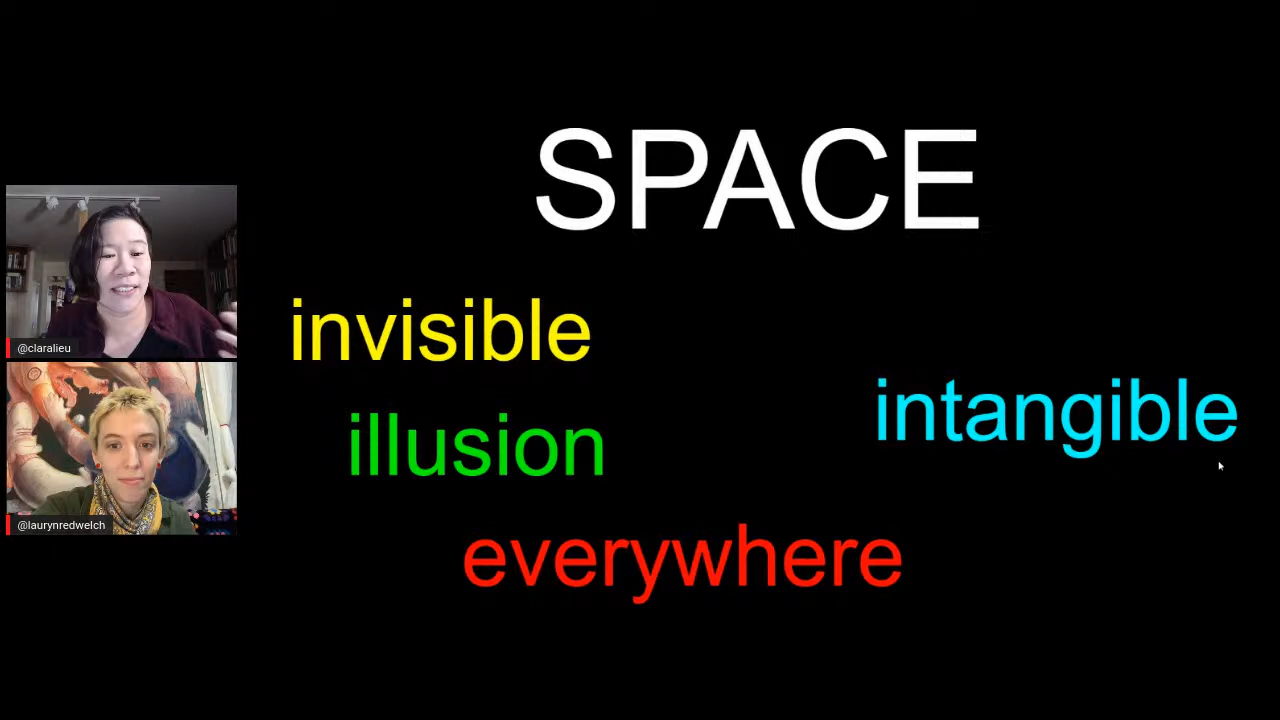 SPACE
invisible
intangible
illusion
everywhere
@claralieu
@laurynredwelch